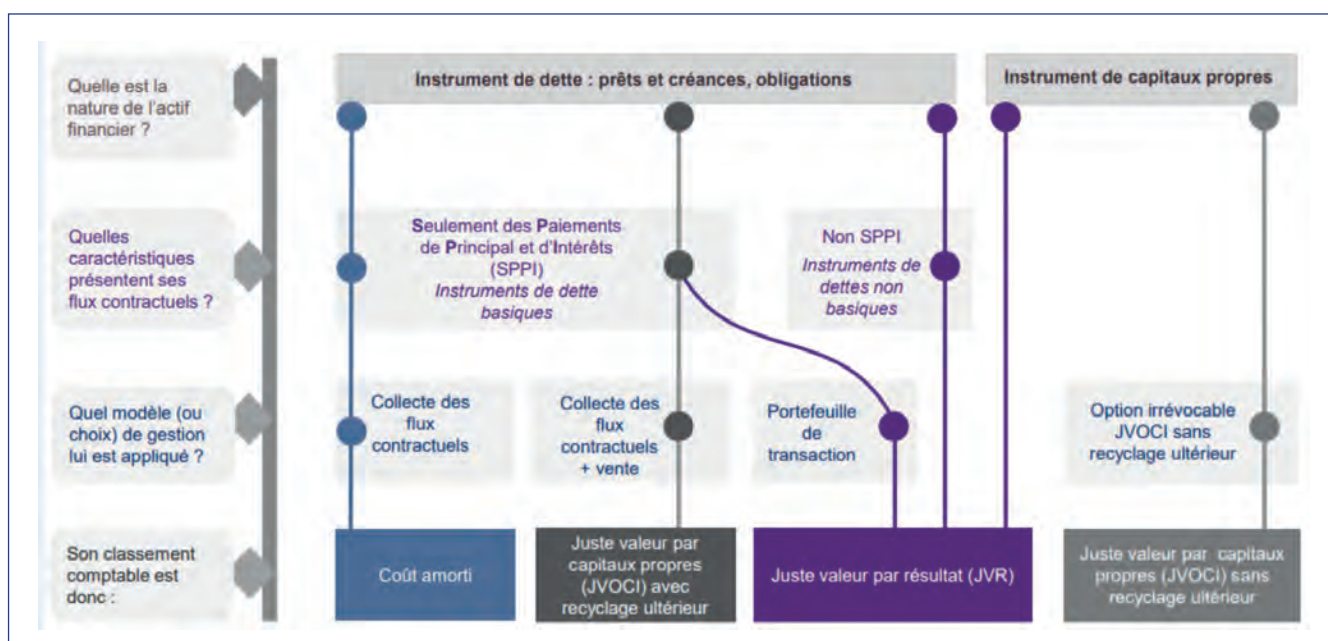 Quelle est la
nature de l'actif
financier ?
Instrument de dette : prêts et créances, obligations
Instrument de capitaux propres
Quelles
caractéristiques
présentent ses
flux contractuels ?
Seulement des Paiements
de Principal et d'Intérêts
(SPPI)
Instruments de dette
basiques
Non SPPI
Instruments de
dettes non
basiques
Quel modèle (ou
choix) de gestion
lui est appliqué ?
Collecte des
flux
contractuels
Collecte des
flux
contractuels
+ vente
Portefeuille
de
transaction
Option irrévocable
JVOCI sans
recyclage ultérieur
Son classement
comptable est
donc :
Coût amorti
Juste valeur par
capitaux propres
(JVOCI) avec
recyclage ultérieur
Juste valeur par résultat (JVR)
Juste valeur par capitaux
propres (JVOCI) sans
recyclage ultérieur